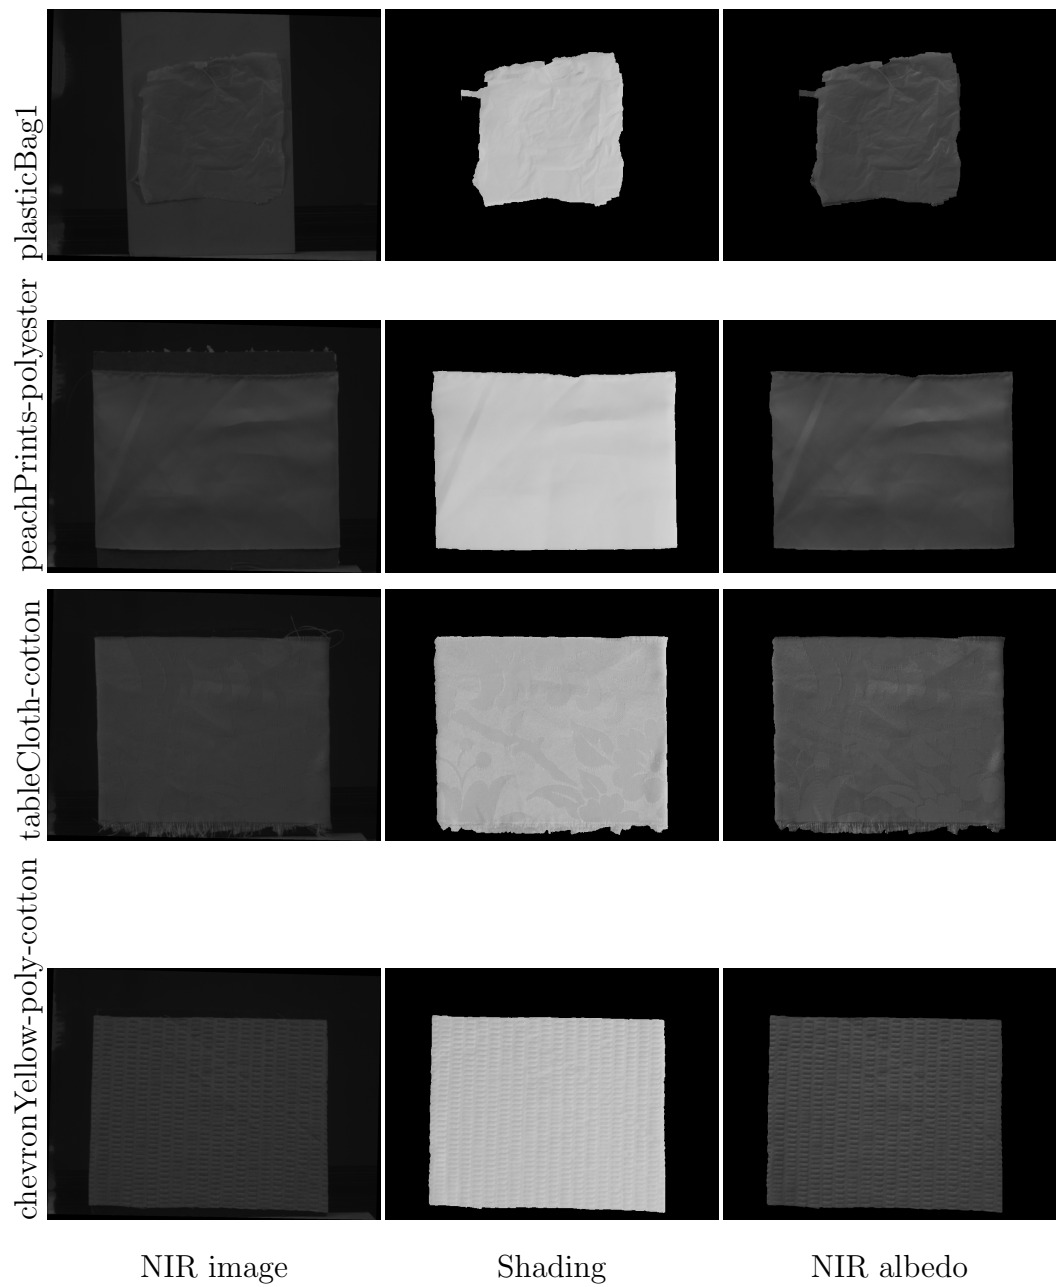 plasticBag1
peachPrints-polyester
tableCloth-cotton
chevronYellow-poly-cotton
NIR image
Shading
NIR albedo